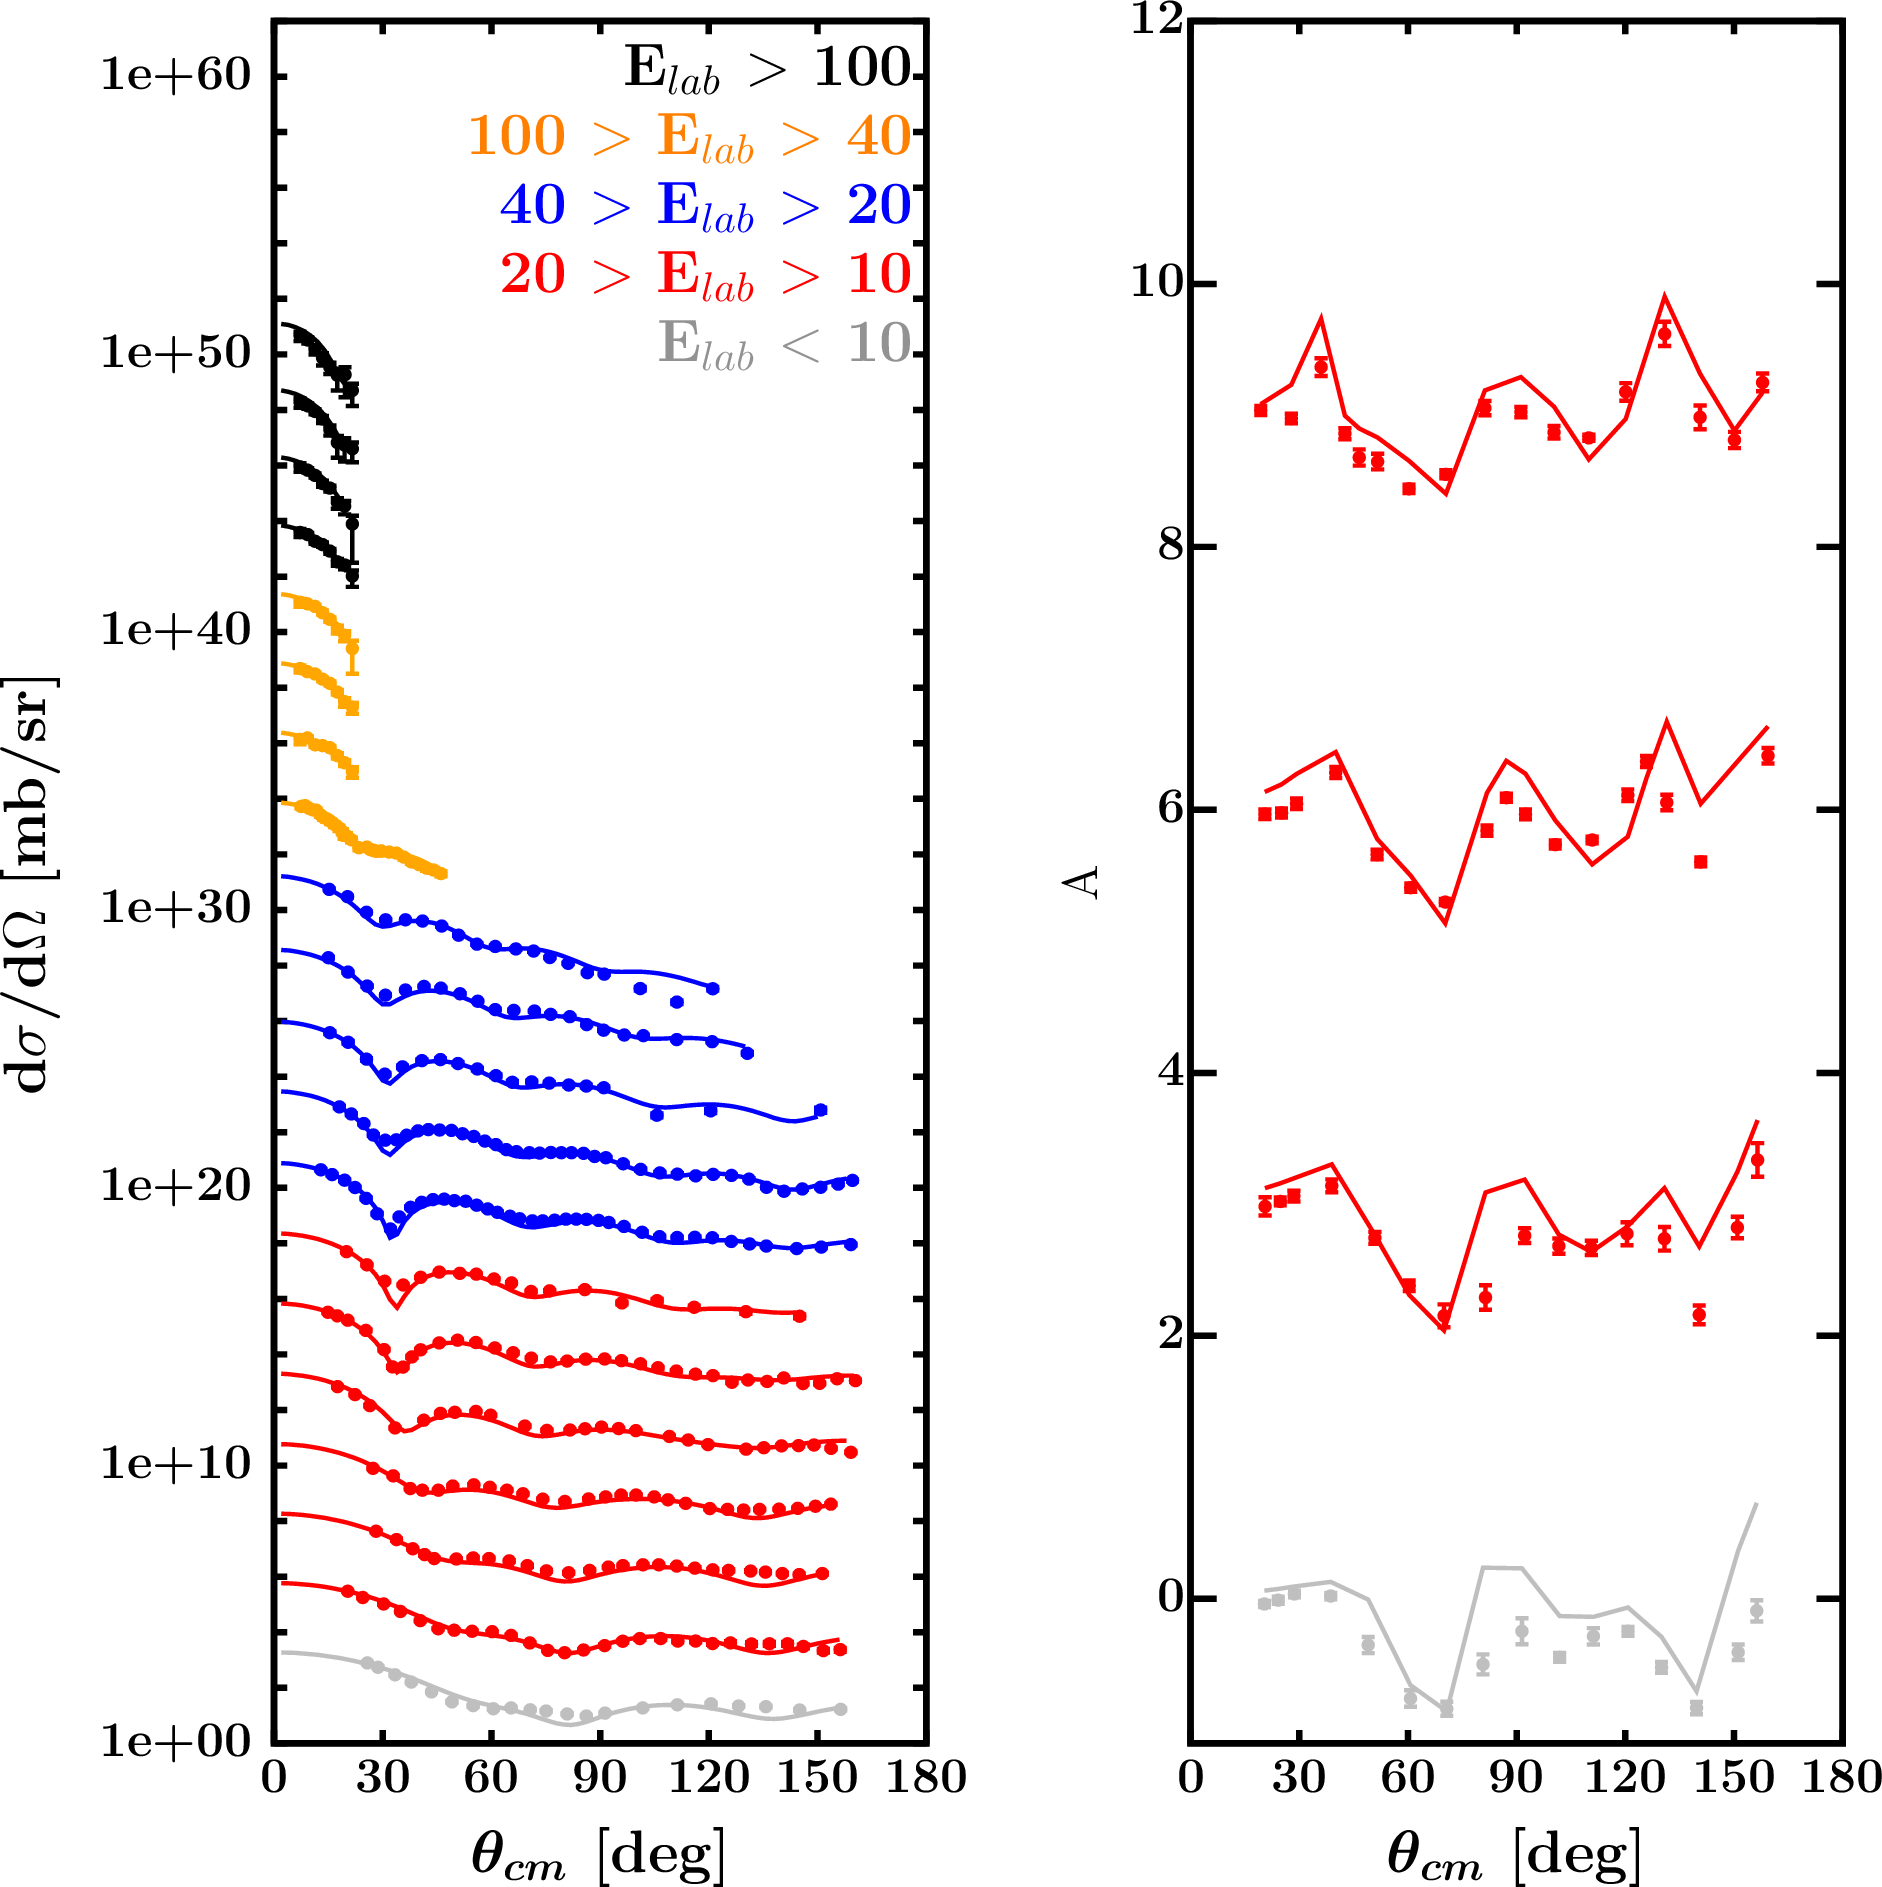 E_lab > 100
100 > E_lab > 40
40 > E_lab > 20
20 > E_lab > 10
E_lab < 10
1e+60
1e+50
1e+40
1e+30
1e+20
1e+10
1e+00
dσ/dΩ [mb/sr]
0 30 60 90 120 150 180
θ_cm [deg]
12
10
8
6
4
2
0
A
0 30 60 90 120 150 180
θ_cm [deg]